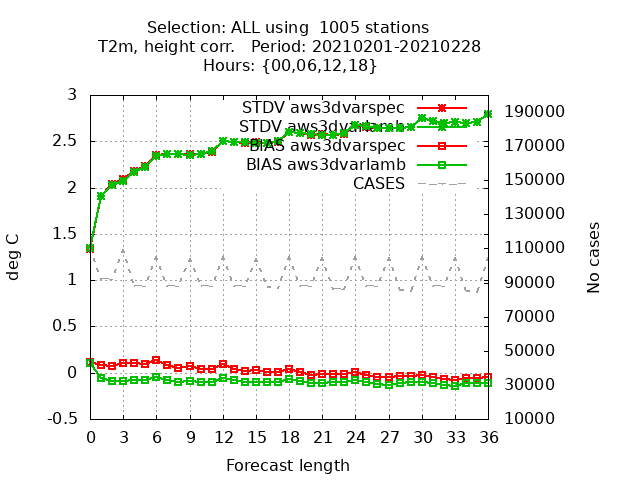 Selection: ALL using  1005 stations
T2m, height corr.   Period: 20210201-20210228
Hours: {00,06,12,18}
STDV aws3dvarspec
STDV aws3dvarlamb
BIAS aws3dvarspec
BIAS aws3dvarlamb
CASES
deg C
3
2.5
2
1.5
1
0.5
0
-0.5
190000
170000
150000
130000
110000
90000
70000
50000
30000
10000
No cases
0 3 6 9 12 15 18 21 24 27 30 33 36
Forecast length